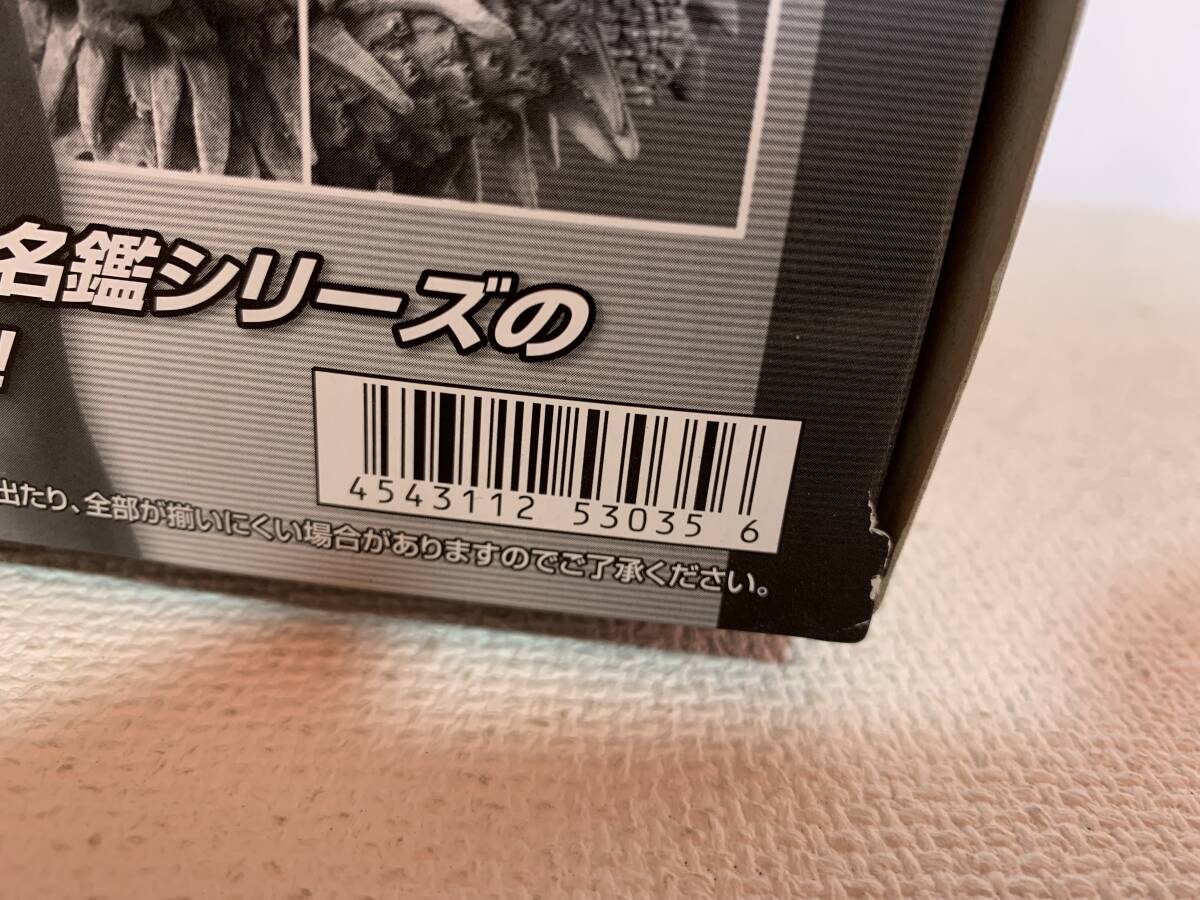 名鑑シリーズの
!
4543112 53035 6
出たり、全部が揃いにくい場合がありますのでご了承ください。